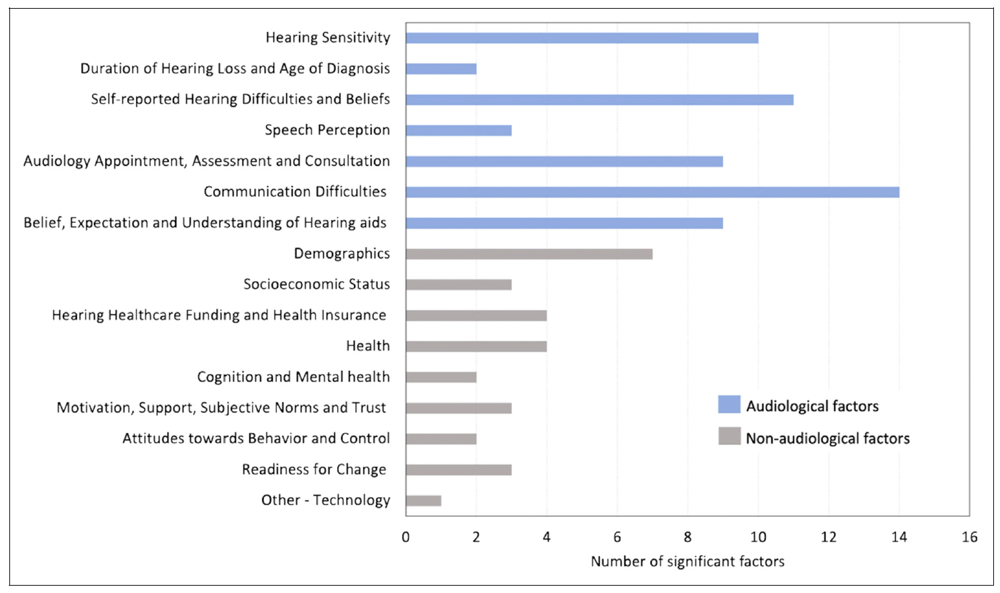 Hearing Sensitivity
Duration of Hearing Loss and Age of Diagnosis
Self-reported Hearing Difficulties and Beliefs
Speech Perception
Audiology Appointment, Assessment and Consultation
Communication Difficulties
Belief, Expectation and Understanding of Hearing aids
Demographics
Socioeconomic Status
Hearing Healthcare Funding and Health Insurance
Health
Cognition and Mental health
Motivation, Support, Subjective Norms and Trust
Attitudes towards Behavior and Control
Readiness for Change
Other - Technology
Audiological factors
Non-audiological factors
0 2 4 6 8 10 12 14 16
Number of significant factors